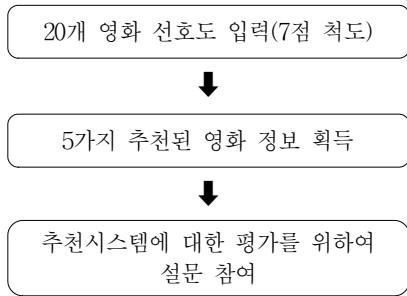 20개 영화 선호도 입력(7점 척도)
5가지 추천된 영화 정보 획득
추천시스템에 대한 평가를 위하여
설문 참여